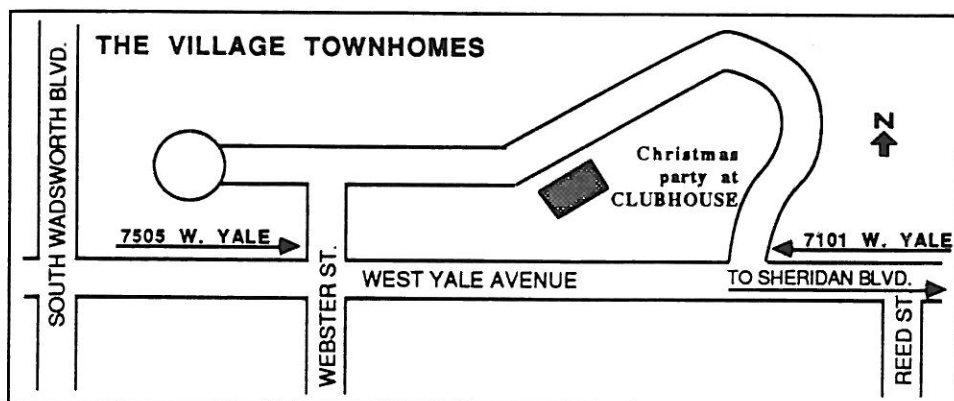 THE VILLAGE TOWNHOMES
SOUTH WADSWORTH BLVD.
N
Christmas
party at
CLUBHOUSE
7505 W. YALE
7101 W. YALE
WEBSTER ST.
WEST YALE AVENUE
TO SHERIDAN BLVD.
REED ST.